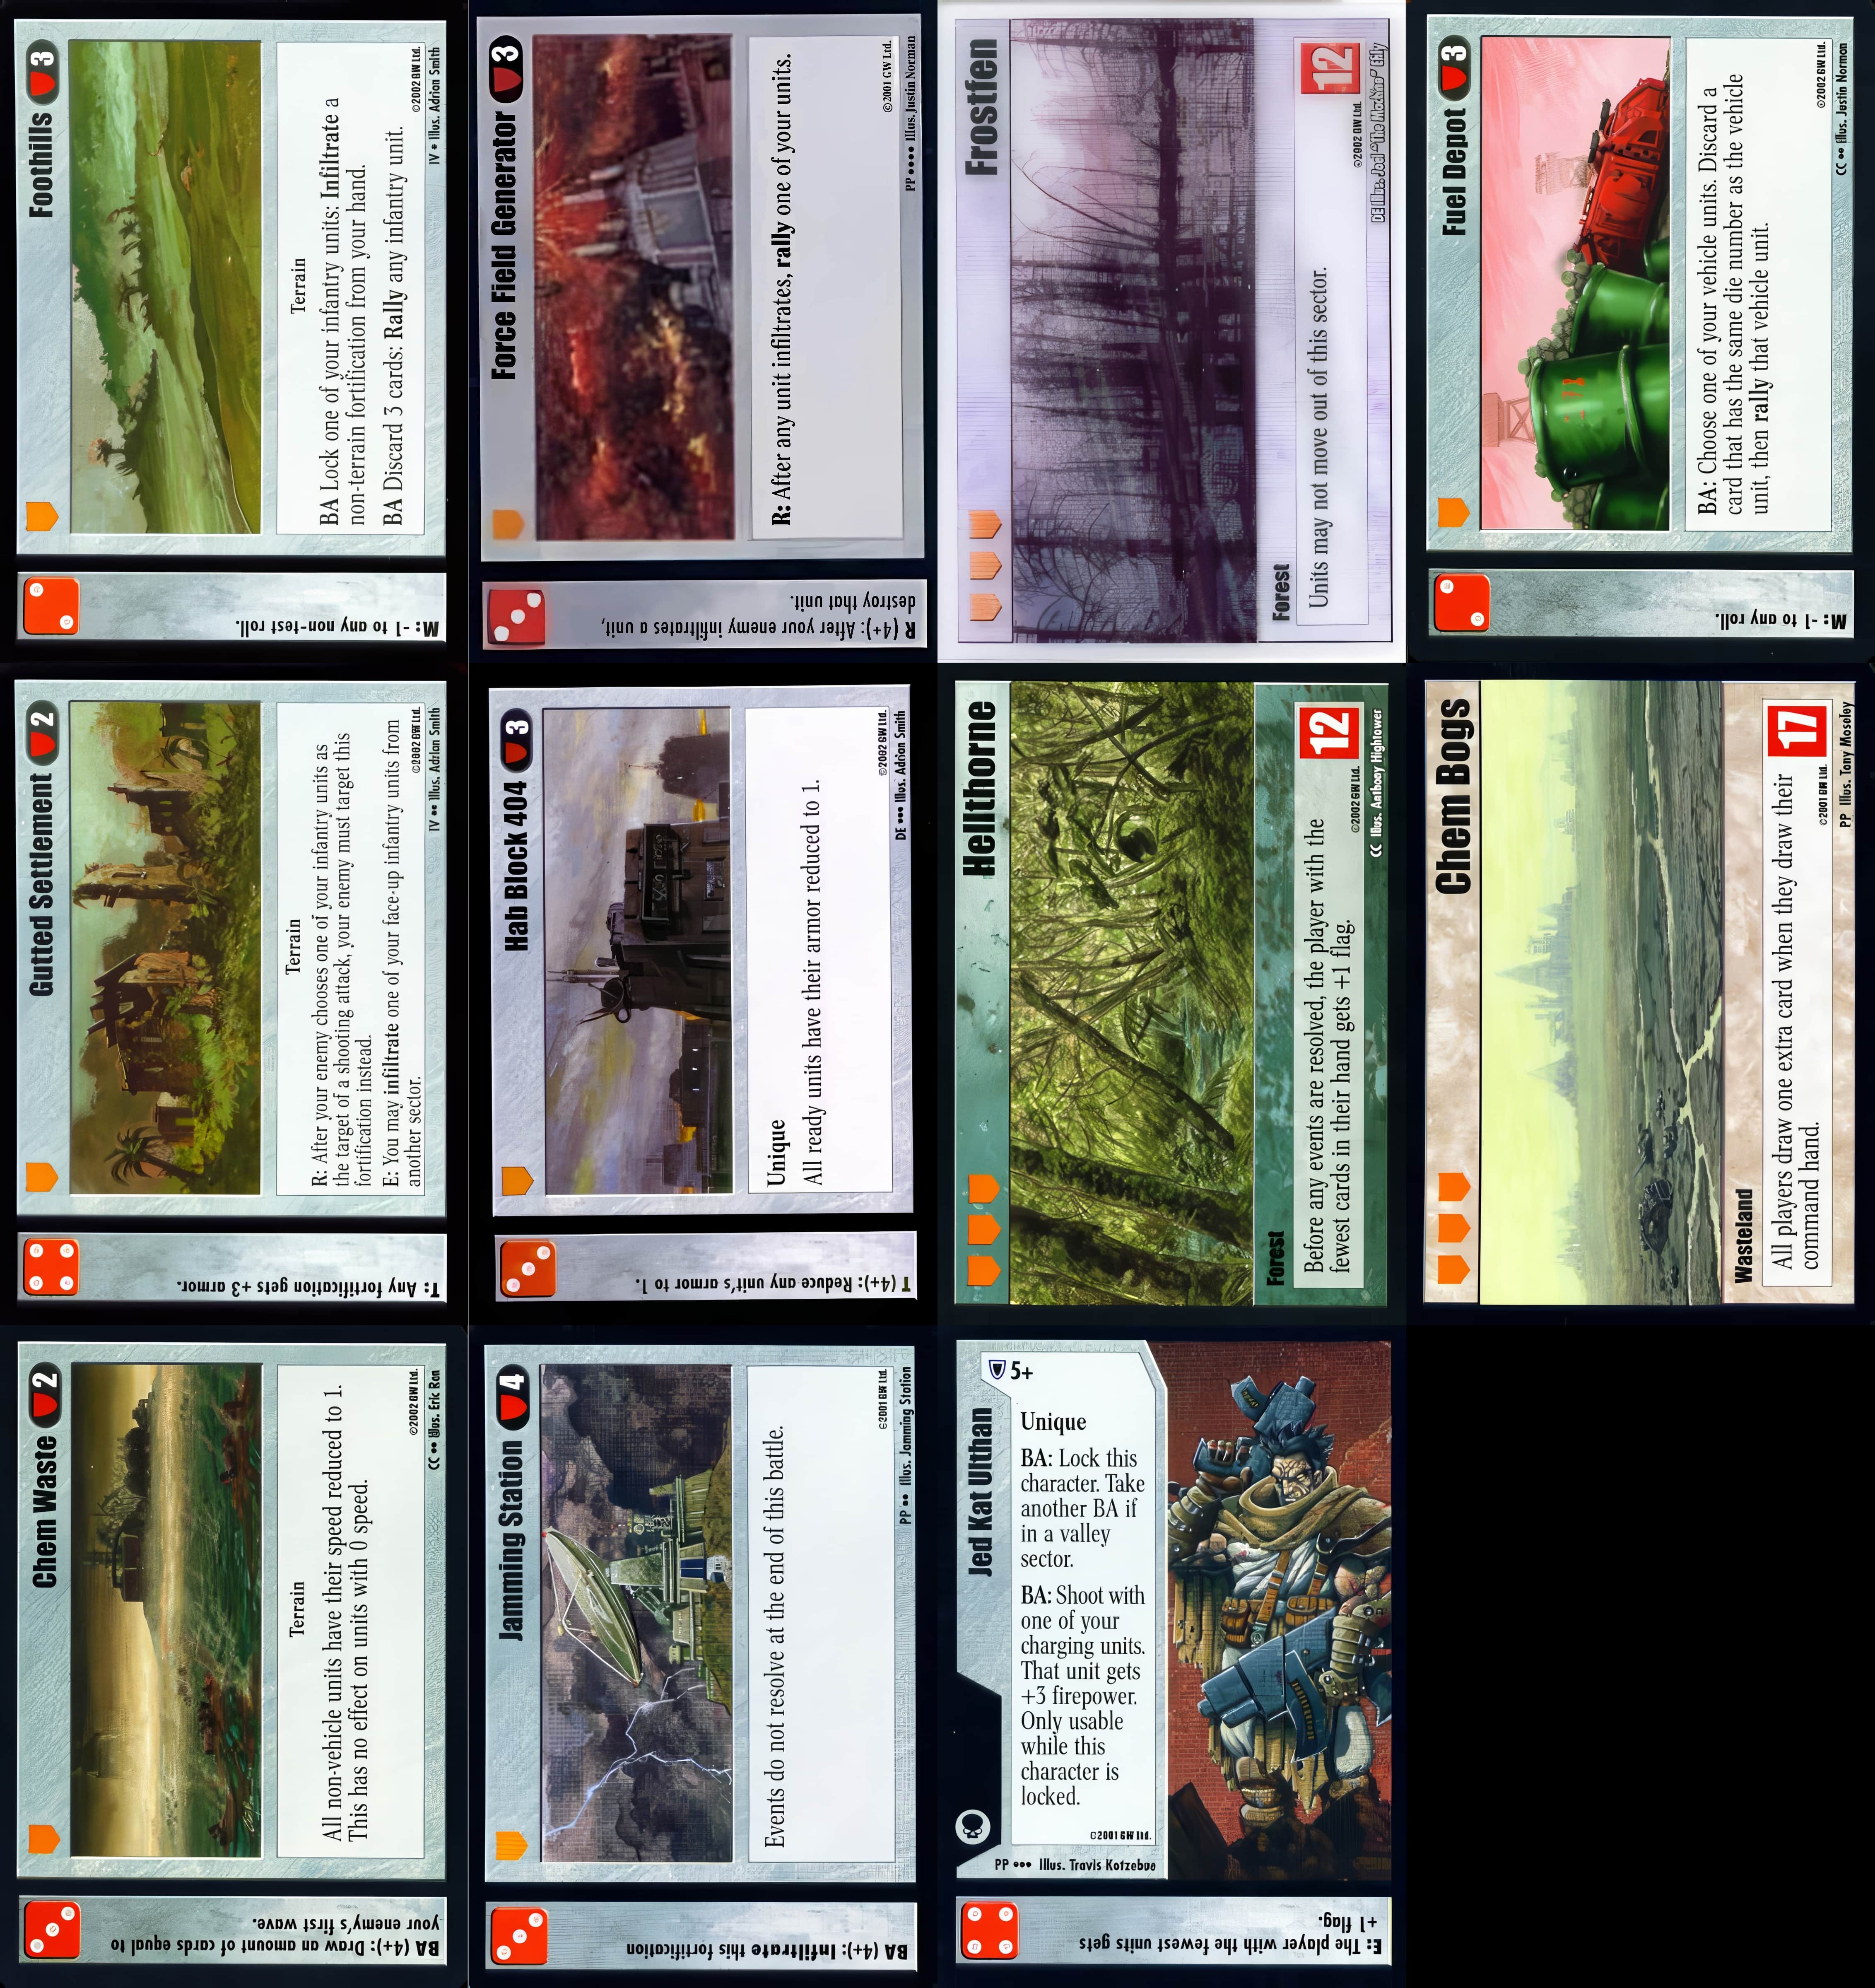 Foothills
3
Terrain
BA Lock one of your infantry units: Infiltrate a
non-terrain fortification from your hand.
BA Discard 3 cards: Rally any infantry unit.
©2002 GW Ltd.
IV • Illus. Adrian Smith
M: -1 to any non-test roll.
Force Field Generator
3
R: After any unit infiltrates, rally one of your units.
©2001 GW Ltd.
PP •••• Illus. Justin Norman
R (4+): After your enemy infiltrates a unit,
destroy that unit.
Frostfen
Forest
12
Units may not move out of this sector.
©2002 GW Ltd.
DE Illus. Joel "The Machine" Biffy
Fuel Depot
3
BA: Choose one of your vehicle units. Discard a
card that has the same die number as the vehicle
unit, then rally that vehicle unit.
©2002 GW Ltd.
CC •• Illus. Justin Norman
M: -1 to any roll.
Gutted Settlement
2
Terrain
R: After your enemy chooses one of your infantry units as
the target of a shooting attack, your enemy must target this
fortification instead.
E: You may infiltrate one of your face-up infantry units from
another sector.
©2002 GW Ltd.
IV •• Illus. Adrian Smith
T: Any fortification gets +3 armor.
Hab Block 404
3
Unique
All ready units have their armor reduced to 1.
©2002 GW Ltd.
DE ••• Illus. Adrian Smith
T (4+): Reduce any unit's armor to 1.
Hellthorne
Forest
12
Before any events are resolved, the player with the
fewest cards in their hand gets +1 flag.
©2002 GW Ltd.
CC Illus. Anthony Hightower
Chem Bogs
Wasteland
17
All players draw one extra card when they draw their
command hand.
©2001 GW Ltd.
PP Illus. Tony Moseley
Chem Waste
2
Terrain
All non-vehicle units have their speed reduced to 1.
This has no effect on units with 0 speed.
©2002 GW Ltd.
CC •• Illus. Eric Ren
BA (4+): Draw an amount of cards equal to
your enemy's first wave.
Jamming Station
4
Events do not resolve at the end of this battle.
©2001 GW Ltd.
PP •• Illus. Jamming Station
BA (4+): Infiltrate this fortification
Jed Kat Ulthan
5+
Unique
BA: Lock this
character. Take
another BA if
in a valley
sector.
BA: Shoot with
one of your
charging units.
That unit gets
+3 firepower.
Only usable
while this
character is
locked.
©2001 GW Ltd.
PP ••• Illus. Travis Kotzebue
E: The player with the fewest units gets
+1 flag.